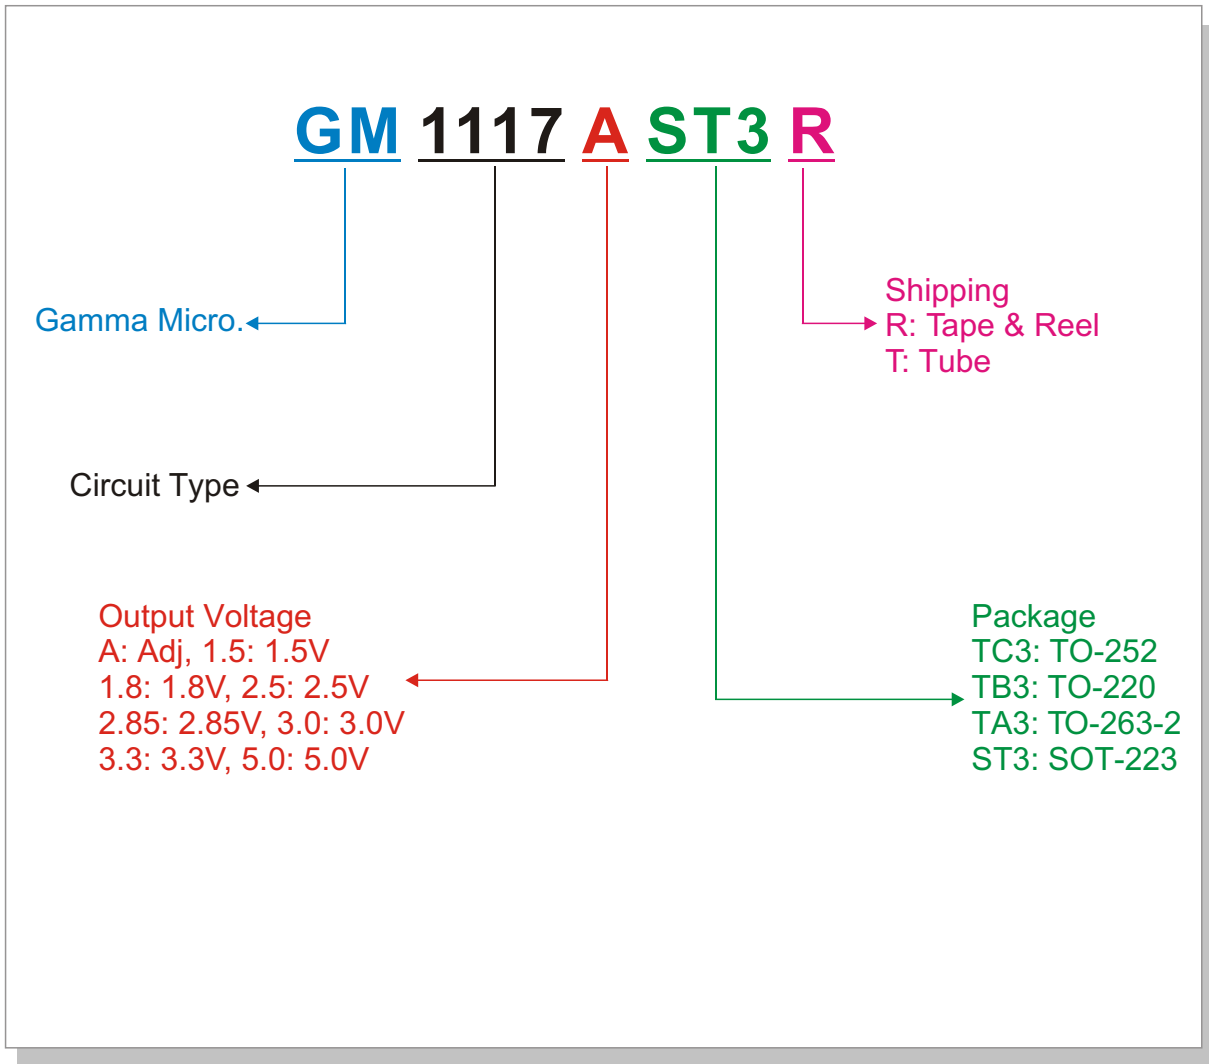 GM 1117 A ST3 R
Gamma Micro.
Shipping
R: Tape & Reel
T: Tube
Circuit Type
Output Voltage
A: Adj, 1.5: 1.5V
1.8: 1.8V, 2.5: 2.5V
2.85: 2.85V, 3.0: 3.0V
3.3: 3.3V, 5.0: 5.0V
Package
TC3: TO-252
TB3: TO-220
TA3: TO-263-2
ST3: SOT-223